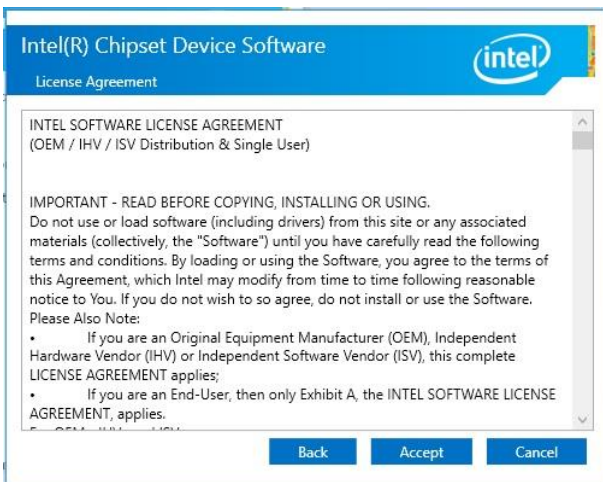 Intel(R) Chipset Device Software
intel
License Agreement
INTEL SOFTWARE LICENSE AGREEMENT
(OEM / IHV / ISV Distribution & Single User)
IMPORTANT - READ BEFORE COPYING, INSTALLING OR USING.
Do not use or load software (including drivers) from this site or any associated
materials (collectively, the "Software") until you have carefully read the following
terms and conditions. By loading or using the Software, you agree to the terms of
this Agreement, which Intel may modify from time to time following reasonable
notice to You. If you do not wish to so agree, do not install or use the Software.
Please Also Note:
• If you are an Original Equipment Manufacturer (OEM), Independent
Hardware Vendor (IHV) or Independent Software Vendor (ISV), this complete
LICENSE AGREEMENT applies;
• If you are an End-User, then only Exhibit A, the INTEL SOFTWARE LICENSE
AGREEMENT, applies.
Back Accept Cancel